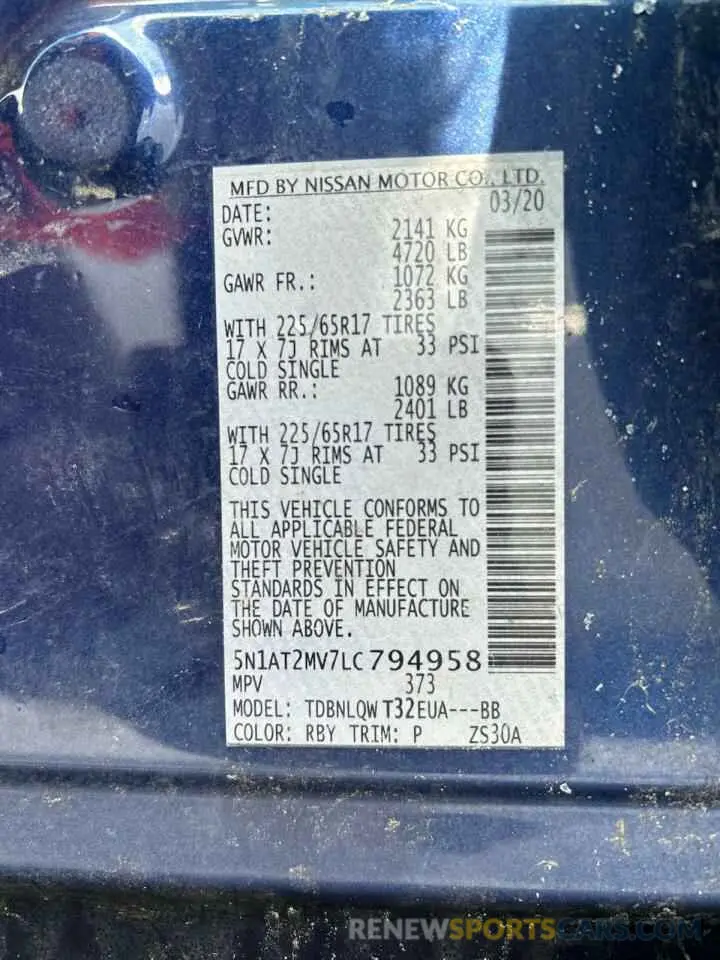 MFD BY NISSAN MOTOR CO., LTD.
DATE: 03/20
GVWR: 2141 KG
4720 LB
GAWR FR.: 1072 KG
2363 LB
WITH 225/65R17 TIRES
17 X 7J RIMS AT 33 PSI
COLD SINGLE
GAWR RR.: 1089 KG
2401 LB
WITH 225/65R17 TIRES
17 X 7J RIMS AT 33 PSI
COLD SINGLE
THIS VEHICLE CONFORMS TO
ALL APPLICABLE FEDERAL
MOTOR VEHICLE SAFETY AND
THEFT PREVENTION
STANDARDS IN EFFECT ON
THE DATE OF MANUFACTURE
SHOWN ABOVE.
5N1AT2MV7LC794958
MPV 373
MODEL: TDBNLQWT32EUA---BB
COLOR: RBY TRIM: P ZS30A
RENEWSPORTSCARS.COM